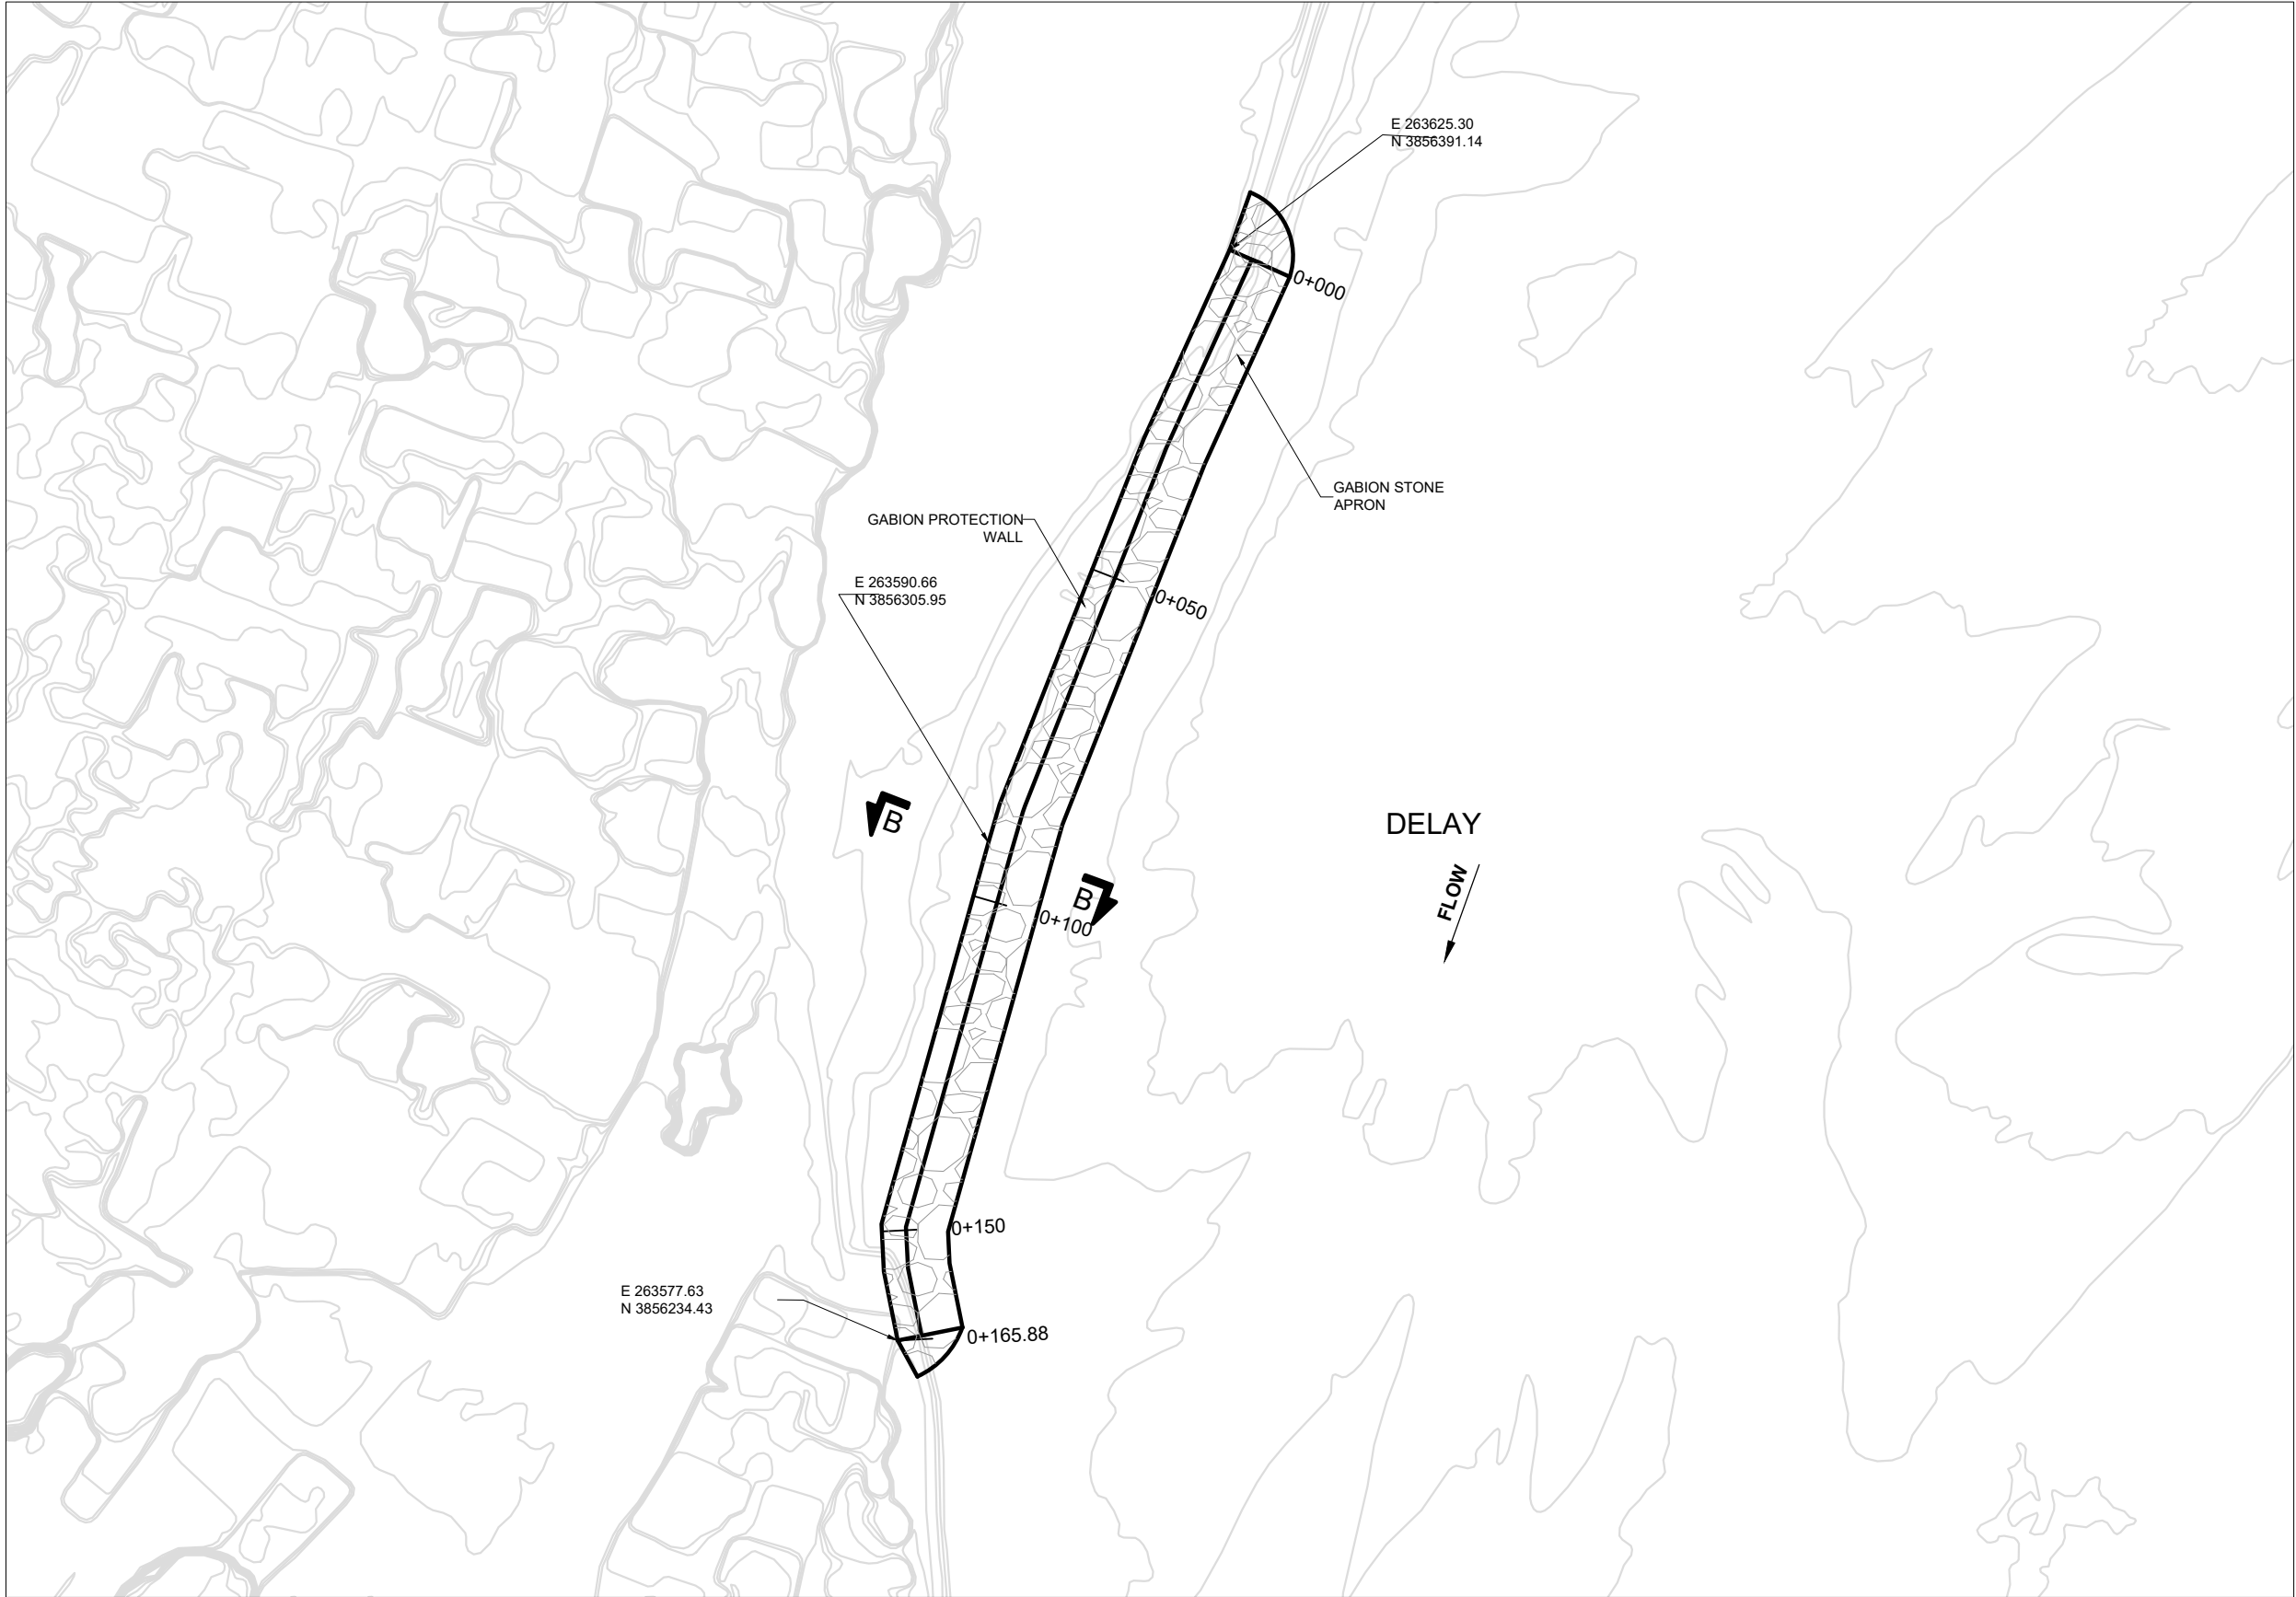 E 263625.30
N 3856391.14
0+000
GABION STONE
APRON
GABION PROTECTION
WALL
E 263590.66
N 3856305.95
0+050
B
DELAY
B
FLOW
0+100
0+150
E 263577.63
N 3856234.43
0+165.88